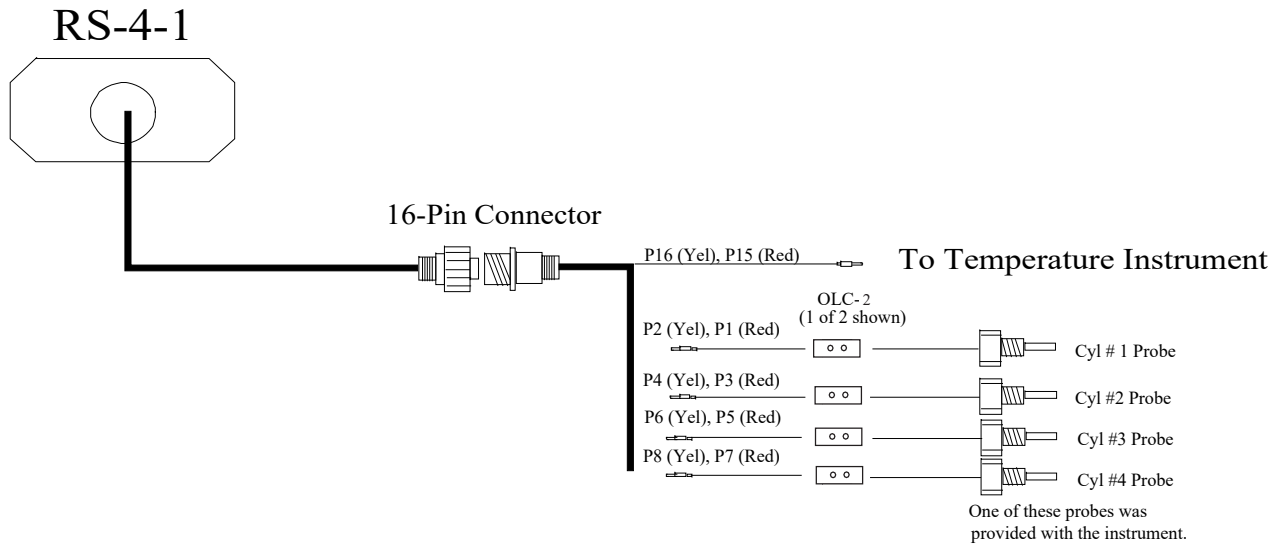 RS-4-1
16-Pin Connector
P16 (Yel), P15 (Red)
To Temperature Instrument
OLC- 2
(1 of 2 shown)
P2 (Yel), P1 (Red)
Cyl # 1 Probe
P4 (Yel), P3 (Red)
Cyl #2 Probe
P6 (Yel), P5 (Red)
Cyl #3 Probe
P8 (Yel), P7 (Red)
Cyl #4 Probe
One of these probes was
provided with the instrument.